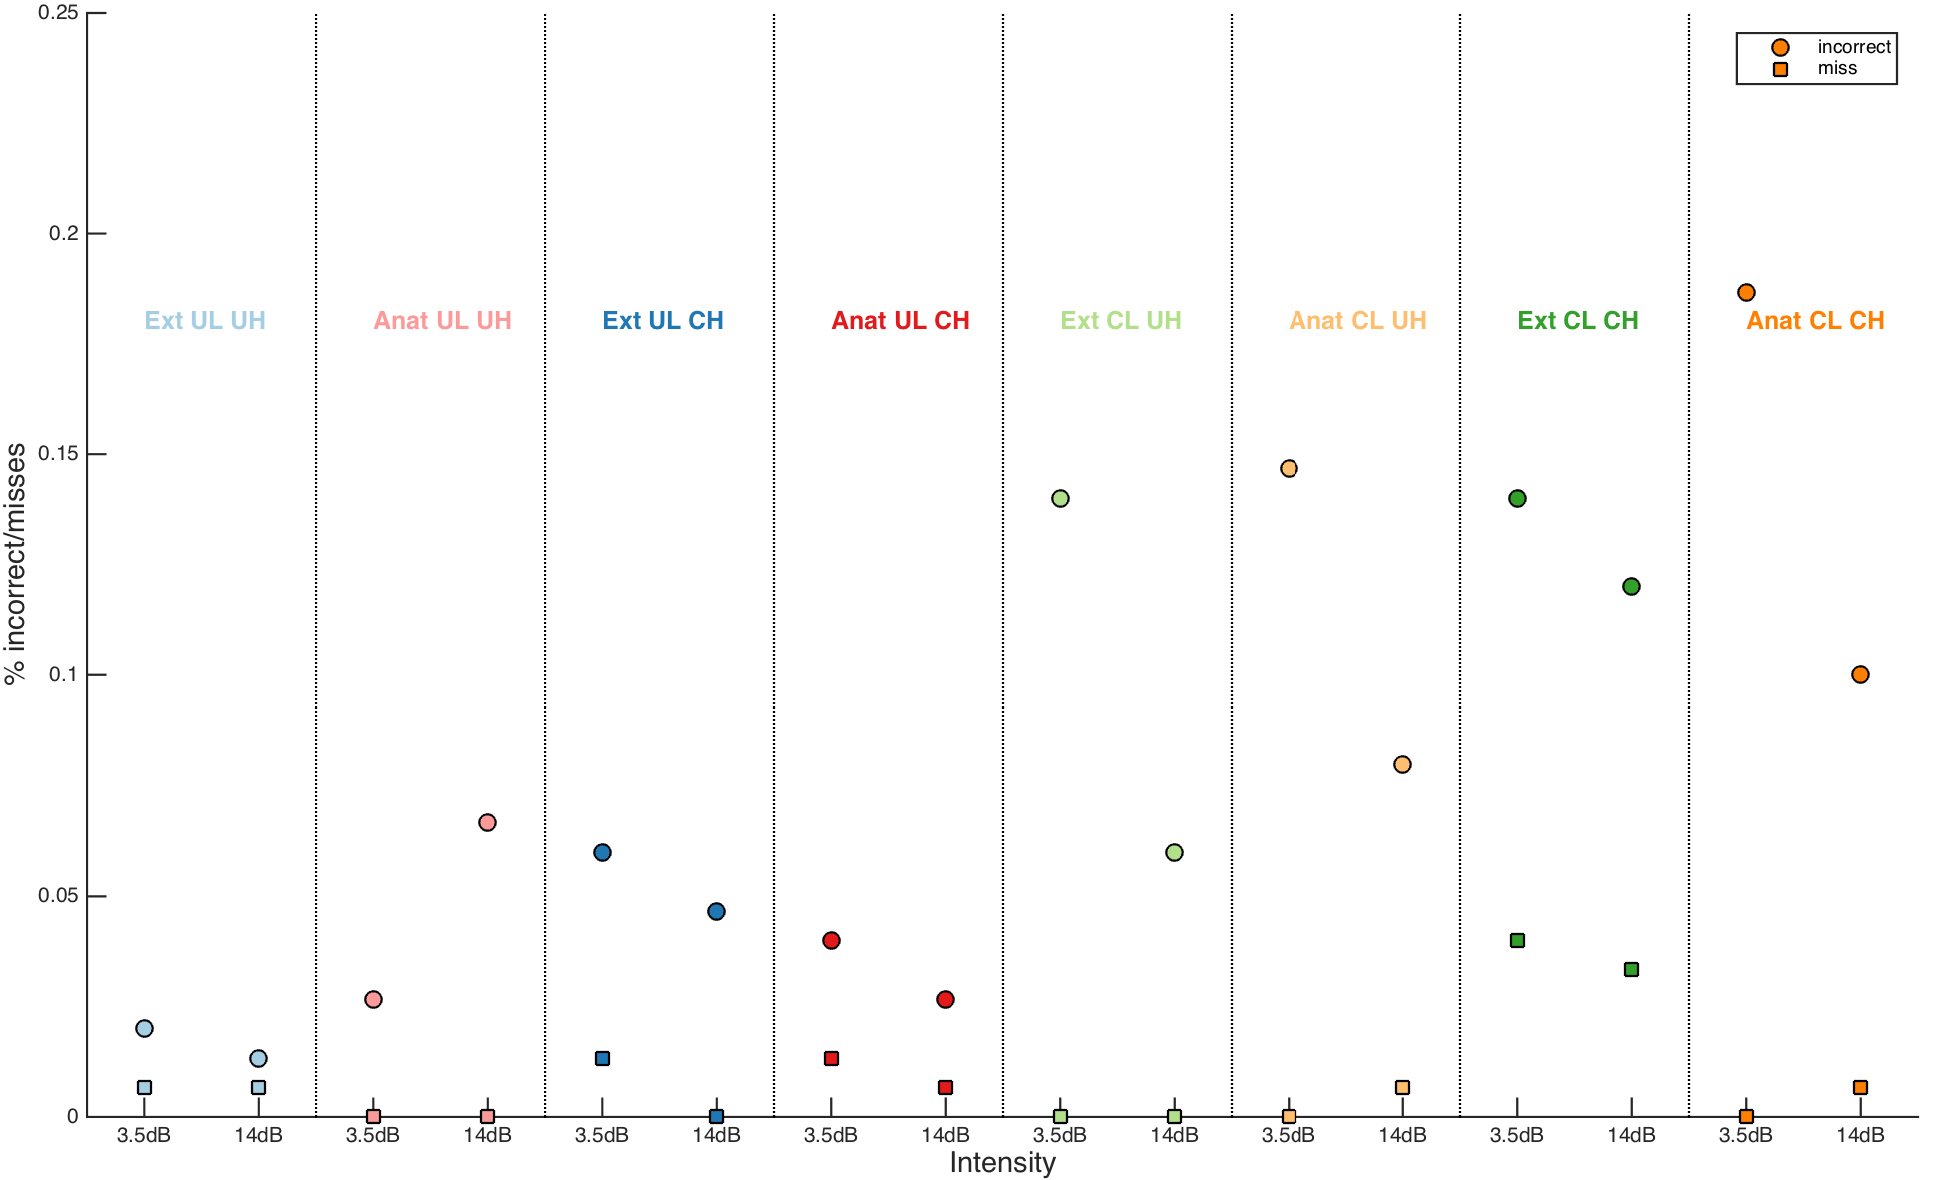 0.25
0.2
0.15
0.1
0.05
0
% incorrect/misses
incorrect
miss
Ext UL UH
Anat UL UH
Ext UL CH
Anat UL CH
Ext CL UH
Anat CL UH
Ext CL CH
Anat CL CH
3.5dB 14dB 3.5dB 14dB 3.5dB 14dB 3.5dB 14dB 3.5dB 14dB 3.5dB 14dB 3.5dB 14dB 3.5dB 14dB
Intensity